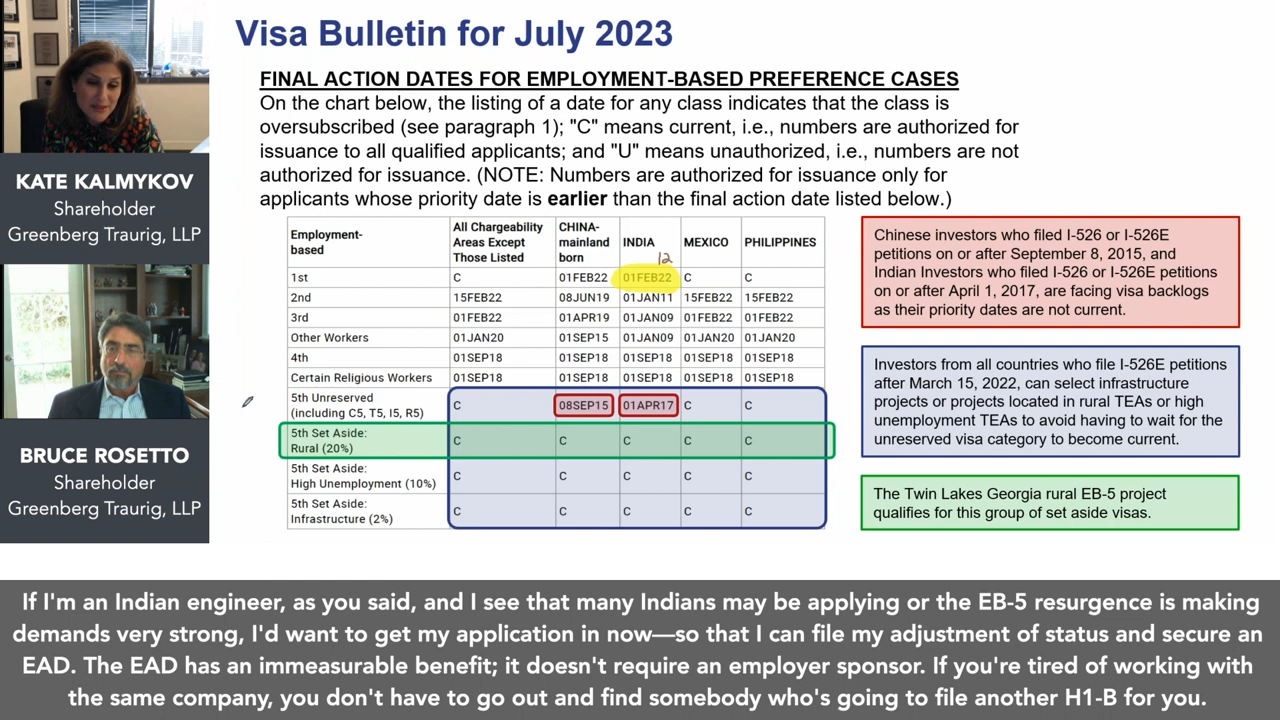 Visa Bulletin for July 2023
KATE KALMYKOV
Shareholder
Greenberg Traurig, LLP
BRUCE ROSETTO
Shareholder
Greenberg Traurig, LLP
FINAL ACTION DATES FOR EMPLOYMENT-BASED PREFERENCE CASES
On the chart below, the listing of a date for any class indicates that the class is
oversubscribed (see paragraph 1); "C" means current, i.e., numbers are authorized for
issuance to all qualified applicants; and "U" means unauthorized, i.e., numbers are not
authorized for issuance. (NOTE: Numbers are authorized for issuance only for
applicants whose priority date is earlier than the final action date listed below.)
Employment-
based
All Chargeability
Areas Except
Those Listed
CHINA-
mainland
born
INDIA
12
MEXICO
PHILIPPINES
1st C 01FEB22 01FEB22 C C
2nd 15FEB22 08JUN19 01JAN11 15FEB22 15FEB22
3rd 01FEB22 01APR19 01JAN09 01FEB22 01FEB22
Other Workers 01JAN20 01SEP15 01JAN09 01JAN20 01JAN20
4th 01SEP18 01SEP18 01SEP18 01SEP18 01SEP18
Certain Religious Workers 01SEP18 01SEP18 01SEP18 01SEP18 01SEP18
5th Unreserved
(including C5, T5, I5, R5)
C 08SEP15 01APR17 C C
5th Set Aside:
Rural (20%)
C C C C C
5th Set Aside:
High Unemployment (10%)
C C C C C
5th Set Aside:
Infrastructure (2%)
C C C C C
Chinese investors who filed I-526 or I-526E
petitions on or after September 8, 2015, and
Indian Investors who filed I-526 or I-526E petitions
on or after April 1, 2017, are facing visa backlogs
as their priority dates are not current.
Investors from all countries who file I-526E petitions
after March 15, 2022, can select infrastructure
projects or projects located in rural TEAs or high
unemployment TEAs to avoid having to wait for the
unreserved visa category to become current.
The Twin Lakes Georgia rural EB-5 project
qualifies for this group of set aside visas.
If I'm an Indian engineer, as you said, and I see that many Indians may be applying or the EB-5 resurgence is making
demands very strong, I'd want to get my application in now—so that I can file my adjustment of status and secure an
EAD. The EAD has an immeasurable benefit; it doesn't require an employer sponsor. If you're tired of working with
the same company, you don't have to go out and find somebody who's going to file another H1-B for you.